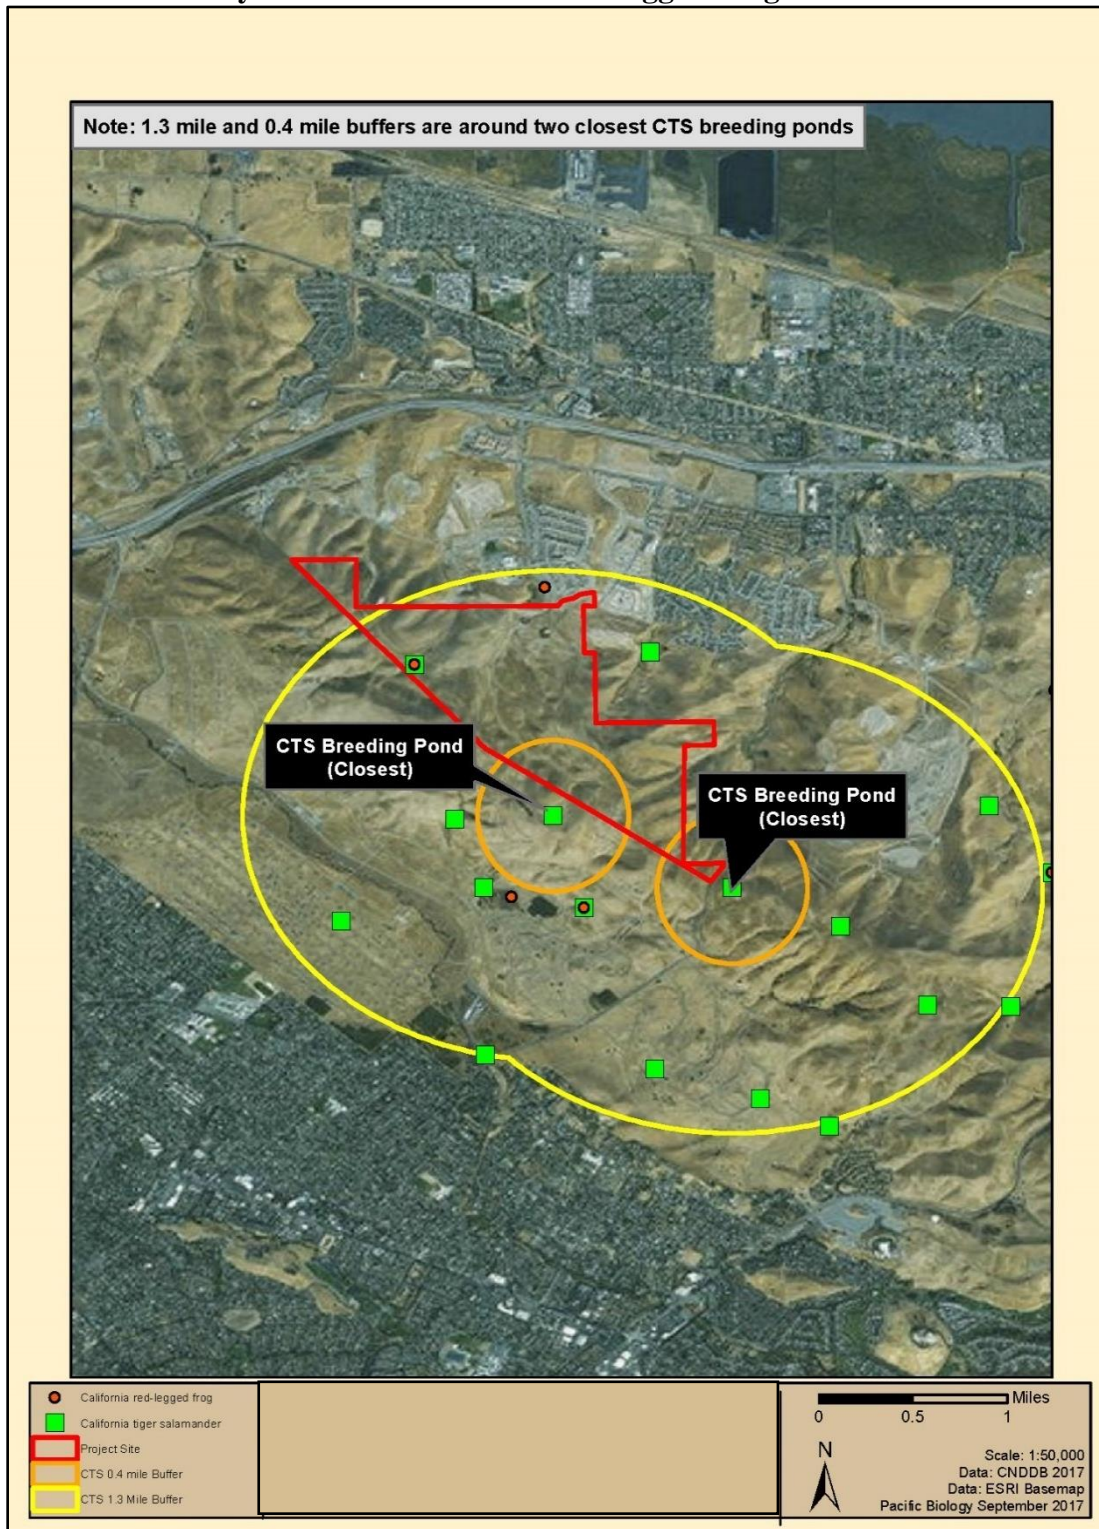 Note: 1.3 mile and 0.4 mile buffers are around two closest CTS breeding ponds
CTS Breeding Pond
(Closest)
CTS Breeding Pond
(Closest)
California red-legged frog
California tiger salamander
Project Site
CTS 0.4 mile Buffer
CTS 1.3 Mile Buffer
Miles
0 0.5 1
N
Scale: 1:50,000
Data: CNDDB 2017
Data: ESRI Basemap
Pacific Biology September 2017